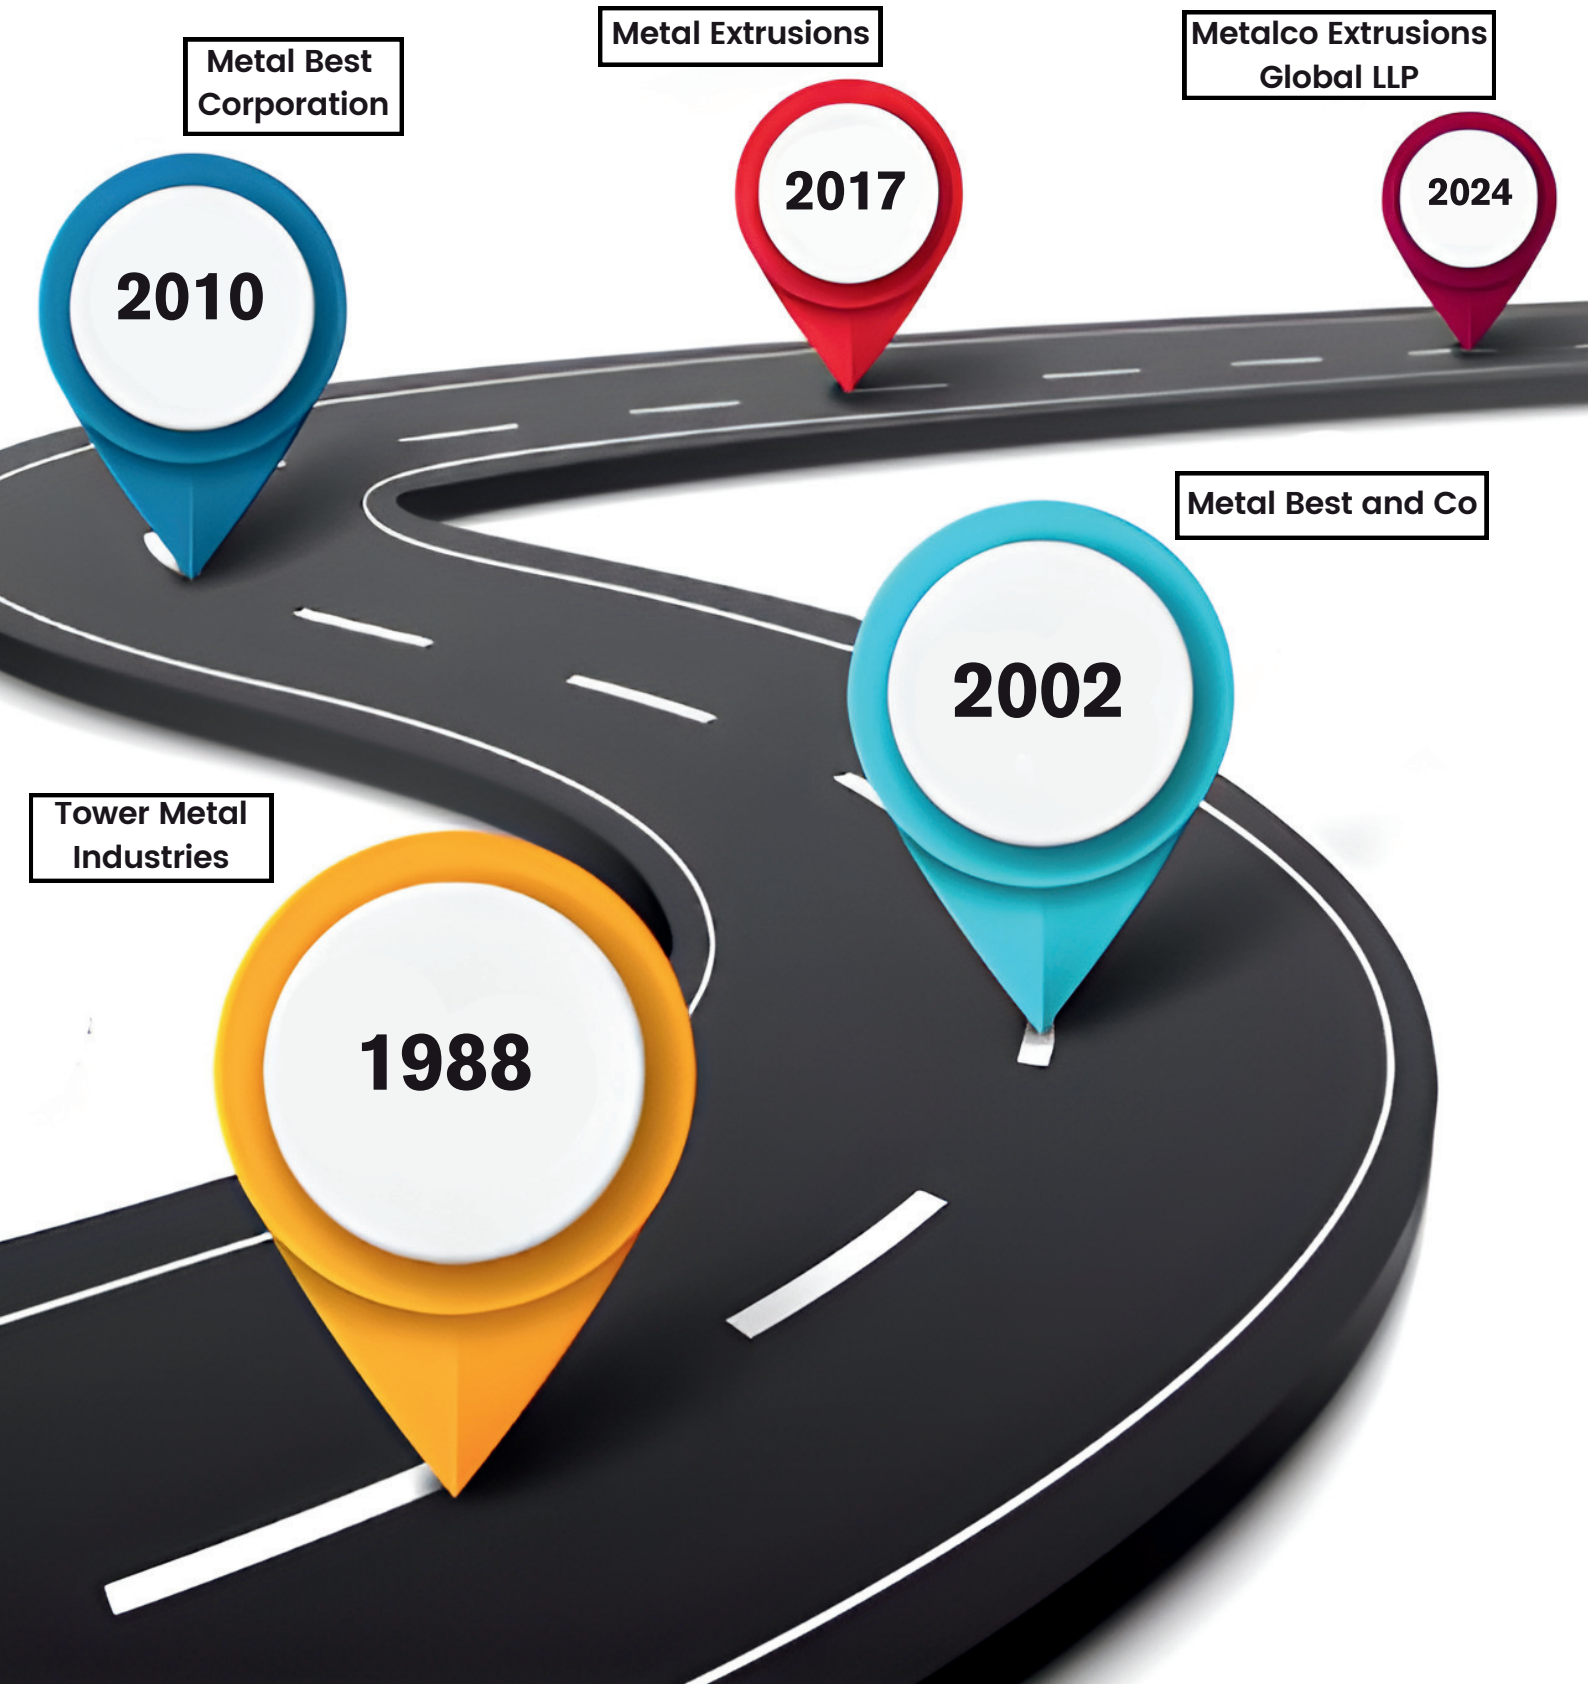 Metal Best
Corporation
2010
Metal Extrusions
2017
Metalco Extrusions
Global LLP
2024
Metal Best and Co
2002
Tower Metal
Industries
1988